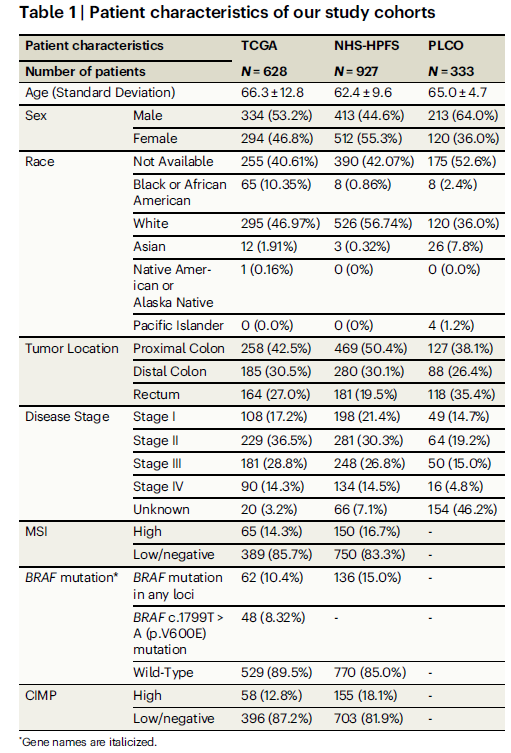 Table 1 | Patient characteristics of our study cohorts
Patient characteristics TCGA NHS-HPFS PLCO
Number of patients N = 628 N = 927 N = 333
Age (Standard Deviation) 66.3 ± 12.8 62.4 ± 9.6 65.0 ± 4.7
Sex Male 334 (53.2%) 413 (44.6%) 213 (64.0%)
Female 294 (46.8%) 512 (55.3%) 120 (36.0%)
Race Not Available 255 (40.61%) 390 (42.07%) 175 (52.6%)
Black or African 65 (10.35%) 8 (0.86%) 8 (2.4%)
American
White 295 (46.97%) 526 (56.74%) 120 (36.0%)
Asian 12 (1.91%) 3 (0.32%) 26 (7.8%)
Native Amer- 1 (0.16%) 0 (0%) 0 (0.0%)
ican or
Alaska Native
Pacific Islander 0 (0.0%) 0 (0%) 4 (1.2%)
Tumor Location Proximal Colon 258 (42.5%) 469 (50.4%) 127 (38.1%)
Distal Colon 185 (30.5%) 280 (30.1%) 88 (26.4%)
Rectum 164 (27.0%) 181 (19.5%) 118 (35.4%)
Disease Stage Stage I 108 (17.2%) 198 (21.4%) 49 (14.7%)
Stage II 229 (36.5%) 281 (30.3%) 64 (19.2%)
Stage III 181 (28.8%) 248 (26.8%) 50 (15.0%)
Stage IV 90 (14.3%) 134 (14.5%) 16 (4.8%)
Unknown 20 (3.2%) 66 (7.1%) 154 (46.2%)
MSI High 65 (14.3%) 150 (16.7%) -
Low/negative 389 (85.7%) 750 (83.3%) -
BRAF mutation* BRAF mutation 62 (10.4%) 136 (15.0%) -
in any loci
BRAF c.1799T > 48 (8.32%) - -
A (p.V600E)
mutation
Wild-Type 529 (89.5%) 770 (85.0%) -
CIMP High 58 (12.8%) 155 (18.1%) -
Low/negative 396 (87.2%) 703 (81.9%) -
*Gene names are italicized.